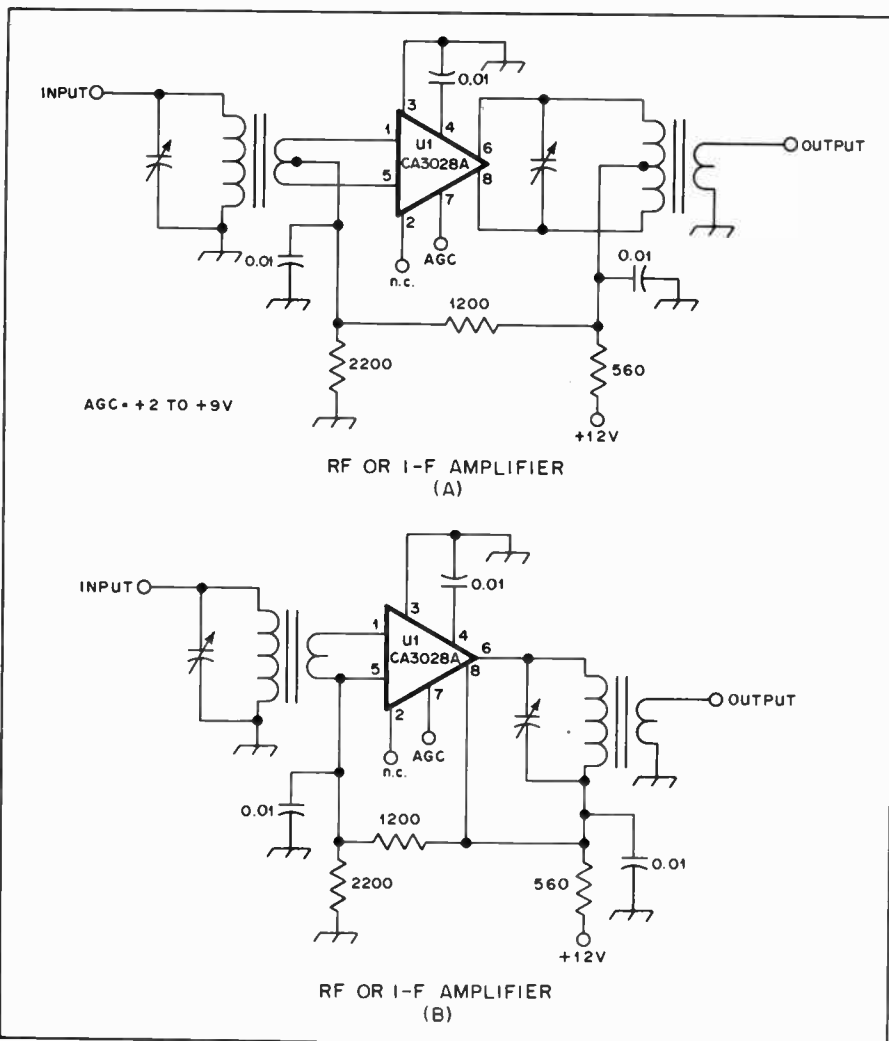 INPUT
3
0.01
4
1
U1
CA3028A
6
8
5
7
2
OUTPUT
0.01
n.c.
AGC
0.01
1200
2200
560
AGC = +2 TO +9V
+12V
RF OR I-F AMPLIFIER
(A)
INPUT
3
0.01
4
1
U1
CA3028A
6
8
5
7
2
OUTPUT
n.c.
AGC
0.01
1200
0.01
2200
560
+12V
RF OR I-F AMPLIFIER
(B)